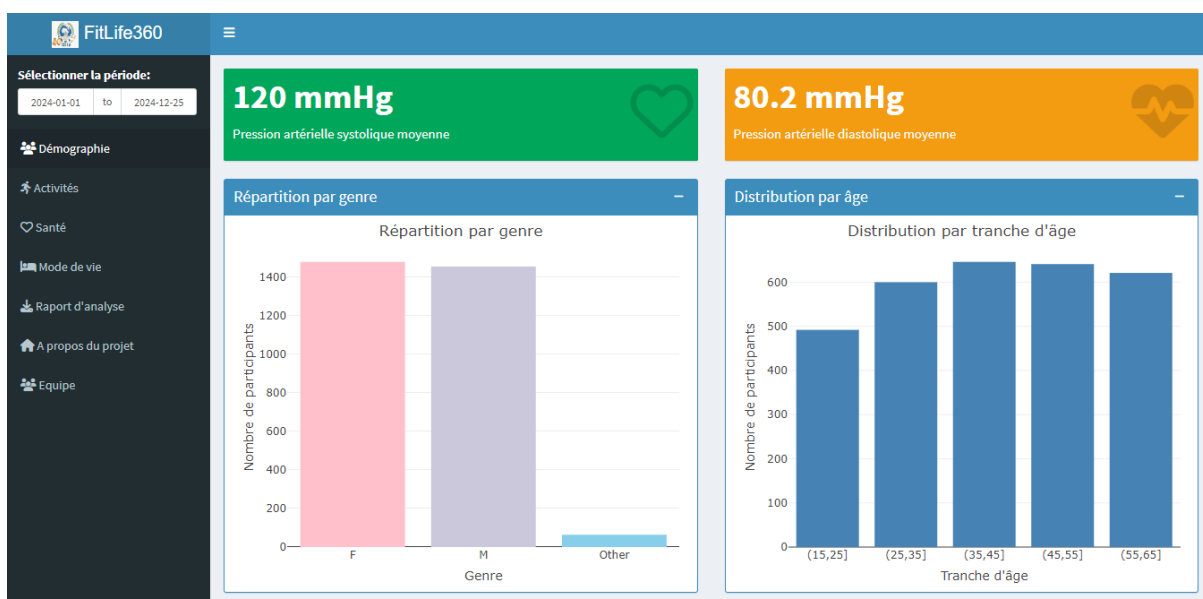 FitLife360
Sélectionner la période:
2024-01-01 to 2024-12-25
Démographie
Activités
Santé
Mode de vie
Raport d'analyse
A propos du projet
Equipe
120 mmHg
Pression artérielle systolique moyenne
80.2 mmHg
Pression artérielle diastolique moyenne
Répartition par genre
Répartition par genre
Nombre de participants
1400
1200
1000
800
600
400
200
0
F M Other
Genre
Distribution par âge
Distribution par tranche d'âge
Nombre de participants
600
500
400
300
200
100
0
(15,25] (25,35] (35,45] (45,55] (55,65]
Tranche d'âge